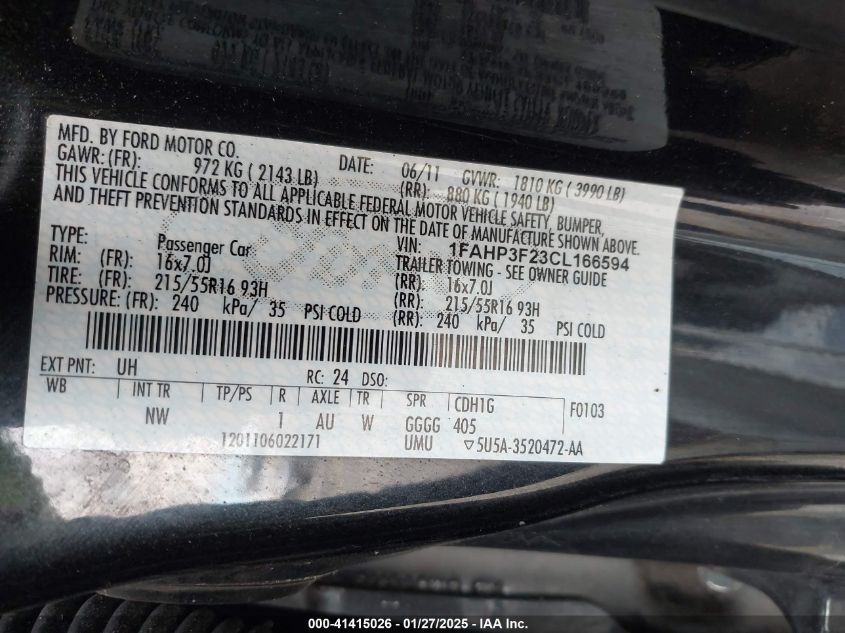 MFD. BY FORD MOTOR CO. DATE: 06/11 GVWR: 1810 KG ( 3990 LB)
GAWR: (FR): 972 KG ( 2143 LB) (RR): 880 KG ( 1940 LB)
THIS VEHICLE CONFORMS TO ALL APPLICABLE FEDERAL MOTOR VEHICLE SAFETY, BUMPER,
AND THEFT PREVENTION STANDARDS IN EFFECT ON THE DATE OF MANUFACTURE SHOWN ABOVE.
VIN: 1FAHP3F23CL166594
TYPE: Passenger Car TRAILER TOWING - SEE OWNER GUIDE
RIM: (FR): 16x7.0J (RR): 16x7.0J
TIRE: (FR): 215/55R16 93H (RR): 215/55R16 93H
PRESSURE: (FR): 240 kPa/ 35 PSI COLD (RR): 240 kPa/ 35 PSI COLD
EXT PNT: UH RC: 24 DSO:
WB INT TR TP/PS R AXLE TR SPR CDH1G F0103
NW 1 AU W GGGG 405
1201106022171 UMU ▽5U5A-3520472-AA
000-41415026 - 01/27/2025 - IAA Inc.